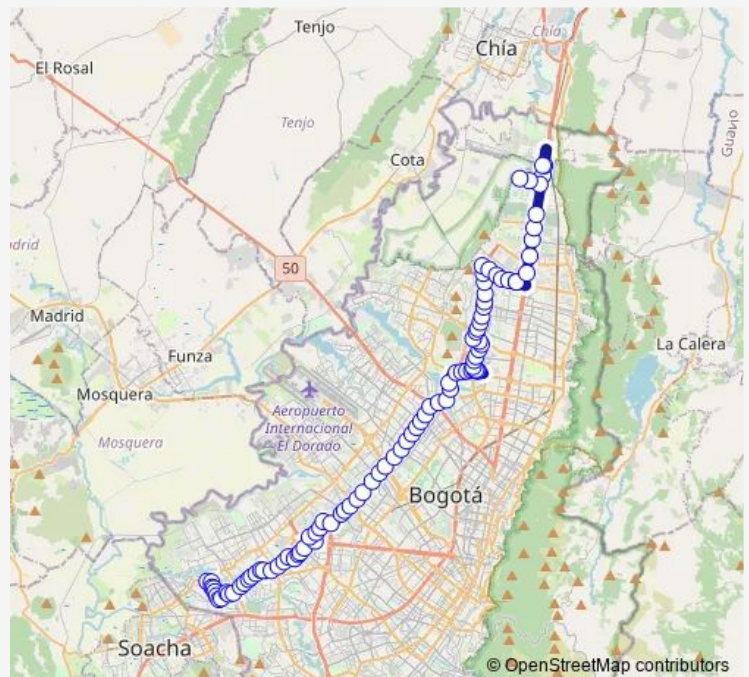 Tenjo
Chía
Chía
El Rosal
Guavio
Tenjo
Cota
50
Madrid
La Calera
Funza
Mosquera
Aeropuerto
Internacional
El Dorado
Mosquera
Bogotá
Soacha
© OpenStreetMap contributors